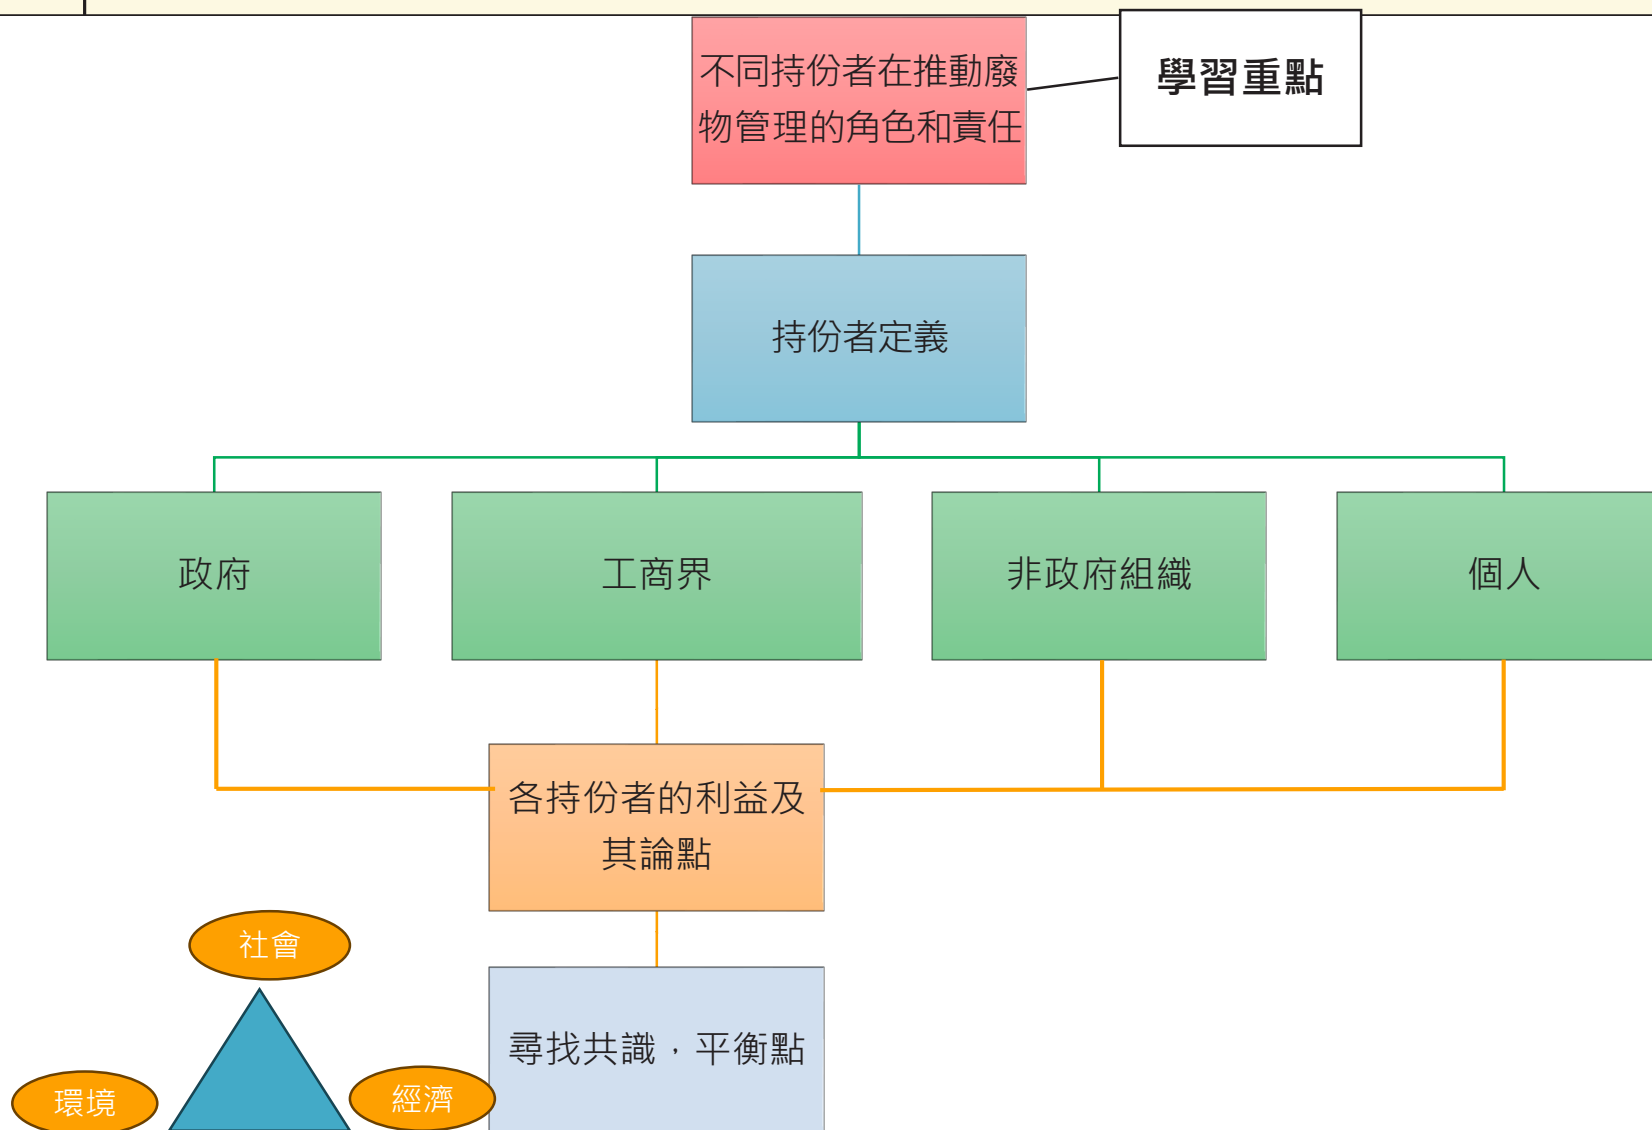 不同持份者在推動廢
物管理的角色和責任
學習重點
持份者定義
政府
工商界
非政府組織
個人
各持份者的利益及
其論點
社會
尋找共識，平衡點
環境
經濟